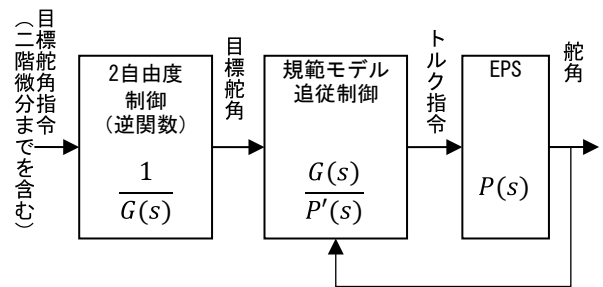 目標舵角指令
（二階微分までを含む）
2自由度
制御
（逆関数）
1
G(s)
目標舵角
規範モデル
追従制御
G(s)
P′(s)
トルク指令
EPS
P(s)
舵角